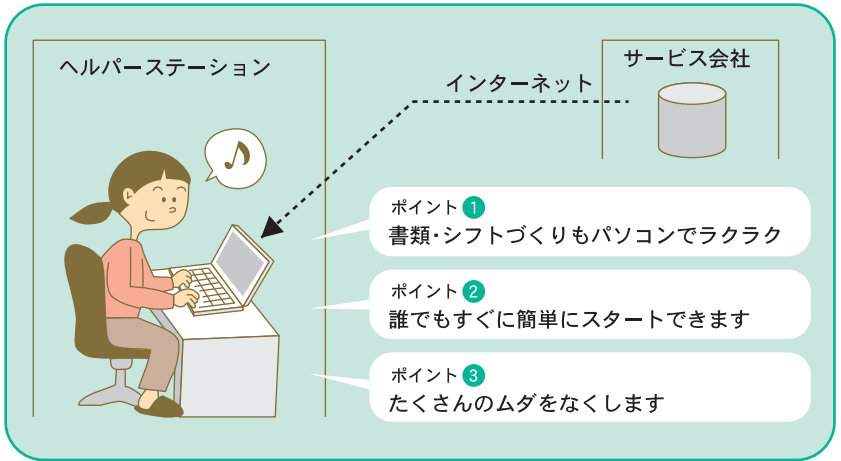 ヘルパーステーション
サービス会社
インターネット
ポイント1
書類・シフトづくりもパソコンでラクラク
ポイント2
誰でもすぐに簡単にスタートできます
ポイント3
たくさんのムダをなくします